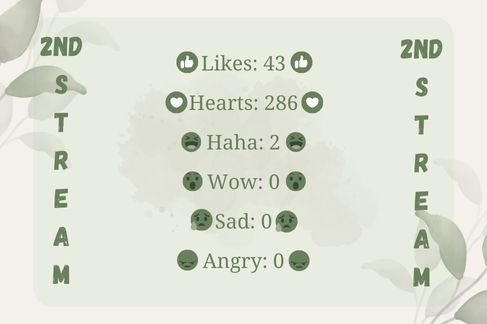 2ND
S
T
R
E
A
M
Likes: 43
Hearts: 286
Haha: 2
Wow: 0
Sad: 0
Angry: 0
2ND
S
T
R
E
A
M